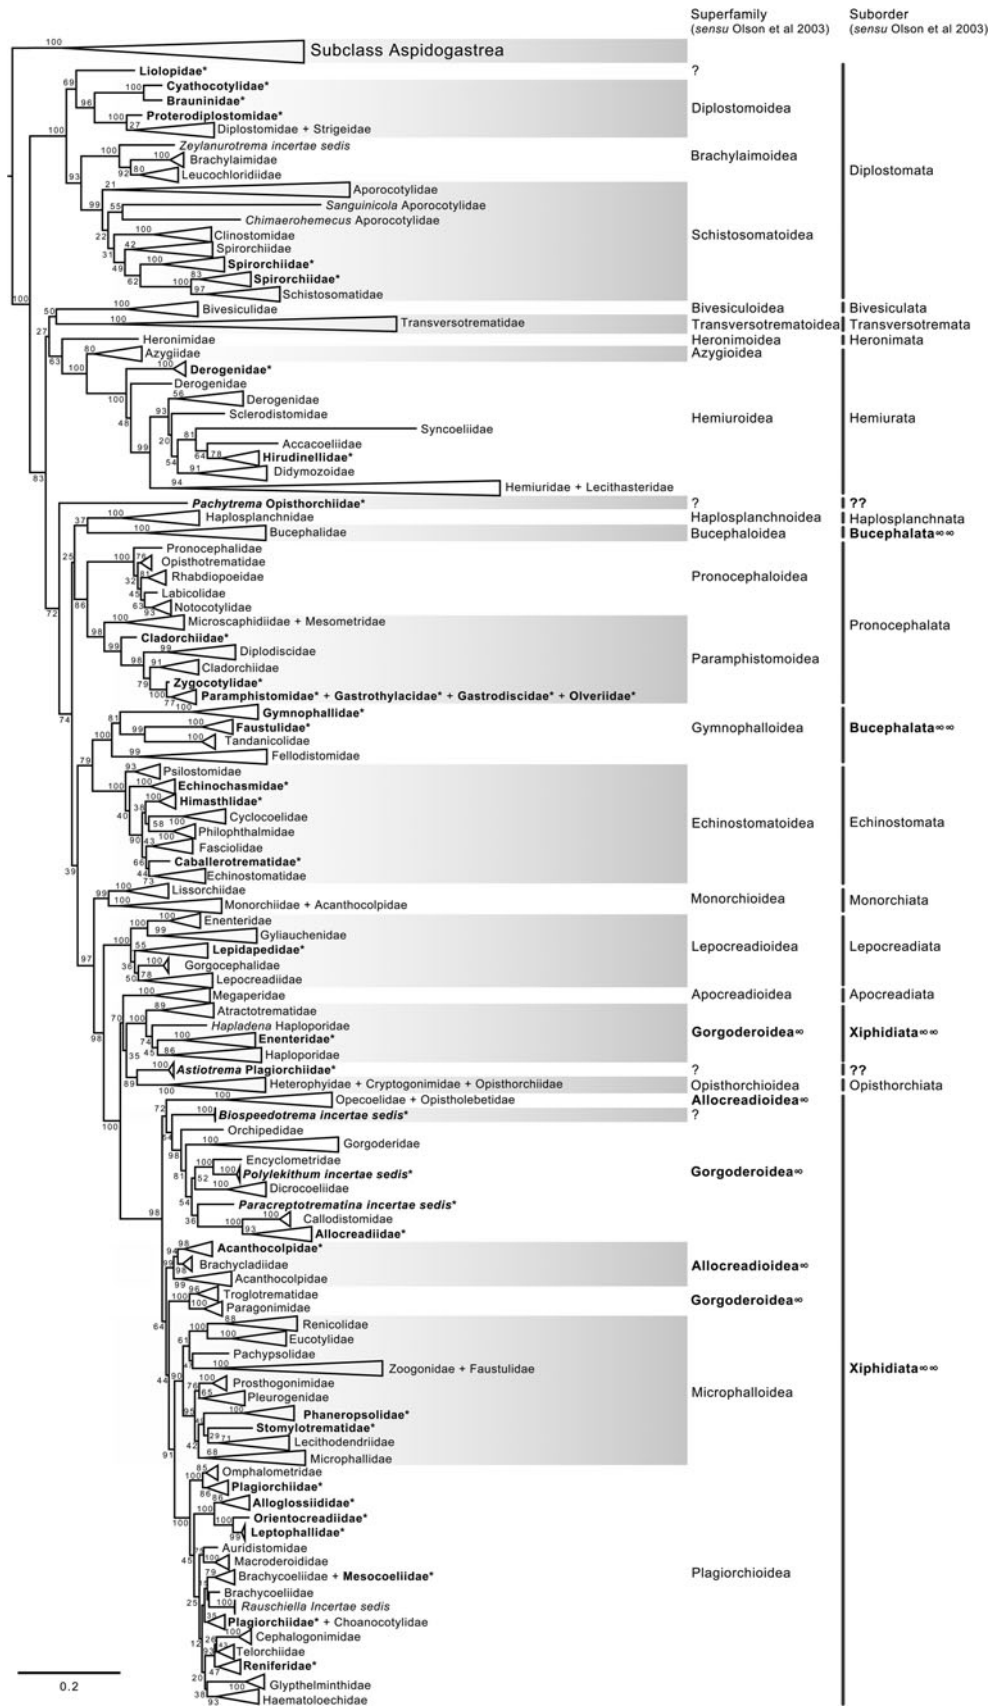 Superfamily
(sensu Olson et al 2003)
Suborder
(sensu Olson et al 2003)
Subclass Aspidogastrea
Liolopidae*
?
Cyathocotylidae*
Brauninidae*
Diplostomoidea
Proterodiplostomidae*
Diplostomidae + Strigeidae
Zeylanurotrema incertae sedis
Brachylaimidae
Brachylaimoidea
Diplostomata
Leucochloridiidae
Aporocotylidae
Sanguinicola Aporocotylidae
Chimaerohemecus Aporocotylidae
Clinostomidae
Schistosomatoidea
Spirorchiidae
Spirorchiidae*
Spirorchiidae*
Schistosomatidae
Bivesiculidae
Bivesiculoidea
Bivesiculata
Transversotrematidae
Transversotrematoidea
Transversotremata
Heronimidae
Heronimoidea
Heronimata
Azygiidae
Azygioidea
Derogenidae*
Derogenidae
Derogenidae
Sclerodistomidae
Hemiuroidea
Hemiurata
Syncoeliidae
Accacoeliidae
Hirudinellidae*
Didymozoidae
Hemiuridae + Lecithasteridae
Pachytrema Opisthorchiidae*
?
??
Haplosplanchnidae
Haplosplanchnoidea
Haplosplanchnata
Bucephalidae
Bucephaloidea
Bucephalata∞∞
Pronocephalidae
Opisthotrematidae
Rhabdiopoeidae
Pronocephaloidea
Labicolidae
Notocotylidae
Microscaphidiidae + Mesometridae
Pronocephalata
Cladorchiidae*
Diplodiscidae
Paramphistomoidea
Cladorchiidae
Zygocotylidae*
Paramphistomidae* + Gastrothylacidae* + Gastrodiscidae* + Olveriidae*
Gymnophallidae*
Faustulidae*
Gymnophalloidea
Bucephalata∞∞
Tandanicolidae
Fellodistomidae
Psilostomidae
Echinochasmidae*
Himasthlidae*
Cyclocoelidae
Echinostomatoidea
Echinostomata
Philophthalmidae
Fasciolidae
Caballerotrematidae*
Echinostomatidae
Lissorchiidae
Monorchioidea
Monorchiata
Monorchiidae + Acanthocolpidae
Enenteridae
Gyliauchenidae
Lepidapedidae*
Lepocreadioidea
Lepocreadiata
Gorgocephalidae
Lepocreadiidae
Megaperidae
Apocreadioidea
Apocreadiata
Atractotrematidae
Hapladena Haploporidae
Gorgoderoidea∞
Xiphidiata∞∞
Enenteridae*
Haploporidae
Astiotrema Plagiorchiidae*
?
??
Heterophyidae + Cryptogonimidae + Opisthorchiidae
Opisthorchioidea
Opisthorchiata
Opecoelidae + Opistholebetidae
Allocreadioidea∞
Biospeedotrema incertae sedis*
?
Orchipedidae
Gorgoderidae
Encyclometridae
Polylekithum incertae sedis*
Gorgoderoidea∞
Dicrocoeliidae
Paracreptotrematina incertae sedis*
Callodistomidae
Allocreadiidae*
Acanthocolpidae*
Brachycladiidae
Allocreadioidea∞
Acanthocolpidae
Troglotrematidae
Gorgoderoidea∞
Paragonimidae
Renicolidae
Eucotylidae
Pachypsolidae
Zoogonidae + Faustulidae
Xiphidiata∞∞
Prosthogonimidae
Microphalloidea
Pleurogenidae
Phaneropsolidae*
Stomylotrematidae*
Lecithodendriidae
Microphallidae
Omphalometridae
Plagiorchiidae*
Alloglossiididae*
Orientocreadiidae*
Leptophallidae*
Auridistomidae
Macroderoididae
Plagiorchioidea
Brachycoeliidae + Mesocoeliidae*
Brachycoeliidae
Rauschiella Incertae sedis
Plagiorchiidae* + Choanocotylidae
Cephalogonimidae
Telorchiidae
Reniferidae*
Glypthelminthidae
Haematoloechidae
0.2